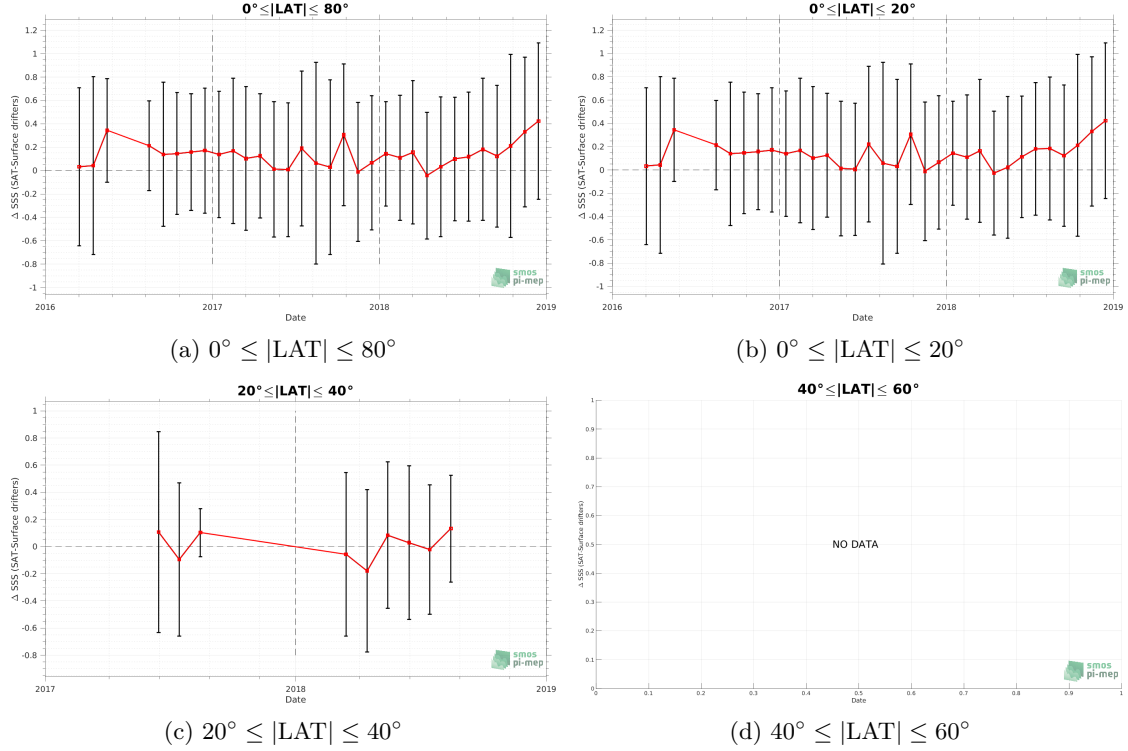 0°≤|LAT|≤ 80°
Δ SSS (SAT-Surface drifters)
1.2
1
0.8
0.6
0.4
0.2
0
-0.2
-0.4
-0.6
-0.8
-1
2016
2017
2018
2019
Date
smos
pi-mep
(a) 0° ≤ |LAT| ≤ 80°
0°≤|LAT|≤ 20°
Δ SSS (SAT-Surface drifters)
1.2
1
0.8
0.6
0.4
0.2
0
-0.2
-0.4
-0.6
-0.8
-1
2016
2017
2018
2019
Date
smos
pi-mep
(b) 0° ≤ |LAT| ≤ 20°
20°≤|LAT|≤ 40°
Δ SSS (SAT-Surface drifters)
1
0.8
0.6
0.4
0.2
0
-0.2
-0.4
-0.6
-0.8
2017
2018
2019
Date
smos
pi-mep
(c) 20° ≤ |LAT| ≤ 40°
40°≤|LAT|≤ 60°
Δ SSS (SAT-Surface drifters)
1
0.9
0.8
0.7
0.6
0.5
0.4
0.3
0.2
0.1
0
NO DATA
0 0.1 0.2 0.3 0.4 0.5 0.6 0.7 0.8 0.9 1
Date
smos
pi-mep
(d) 40° ≤ |LAT| ≤ 60°